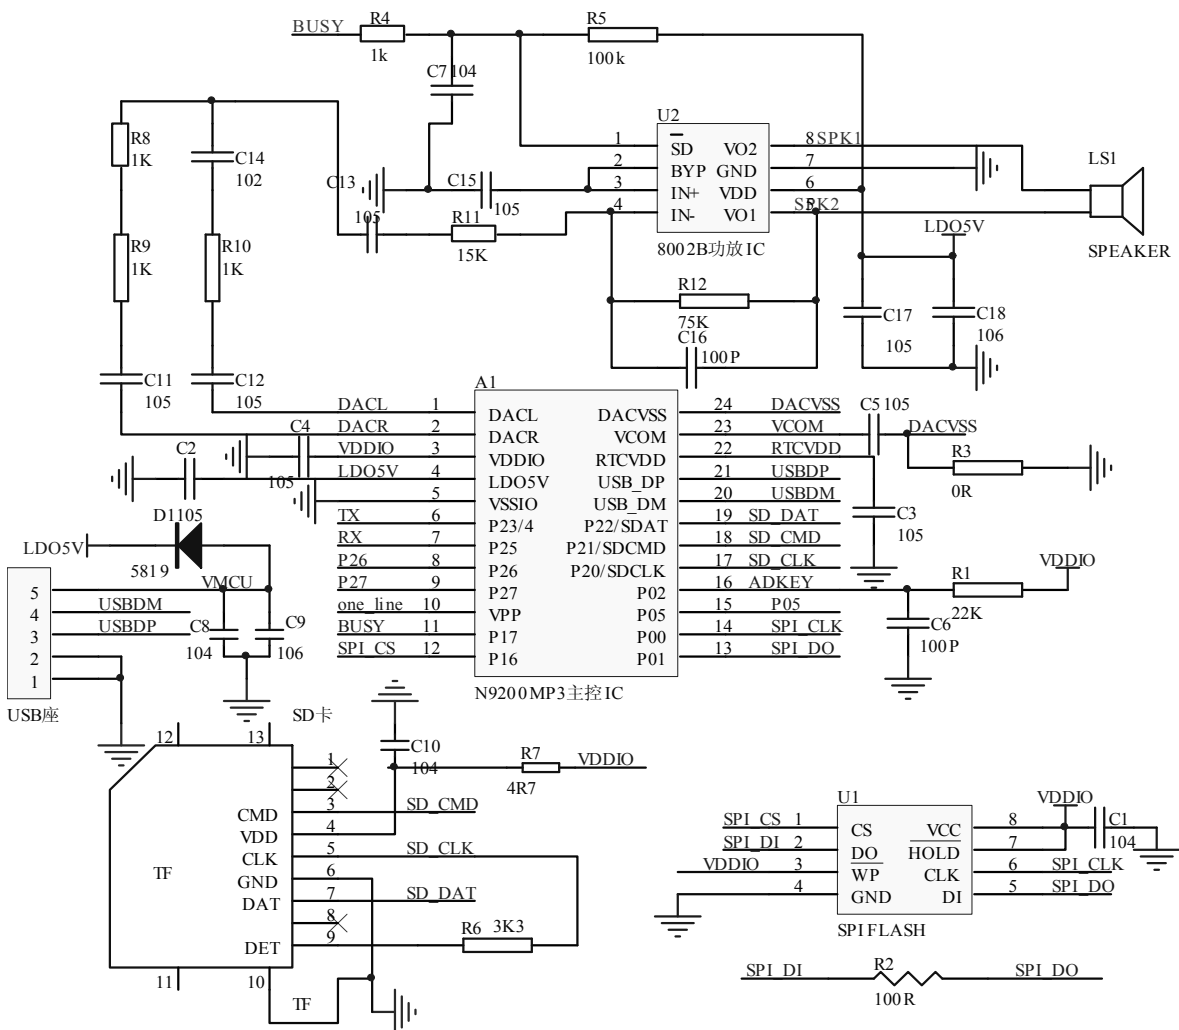 BUSY
R4
1k
R5
100k
C7 104
U2
1
2
3
4
SD
BYP
IN+
IN-
VO2
GND
VDD
VO1
8 SPK1
7
6
5
SPK2
8002B功放IC
LS1
SPEAKER
R8
1K
C14
102
C13
105
C15
105
R11
15K
R9
1K
R10
1K
R12
75K
C16
100P
LDO5V
C17
105
C18
106
C11
105
C12
105
A1
DACL 1 DACL
DACR 2 DACR
VDDIO 3 VDDIO
LDO5V 4 LDO5V
5 VSSIO
TX 6 P23/4
RX 7 P25
P26 8 P26
P27 9 P27
one_line 10 VPP
BUSY 11 P17
SPI_CS 12 P16
DACVSS 24 DACVSS
VCOM 23 VCOM
RTCVDD 22 RTCVDD
USB_DP 21 USBDP
USB_DM 20 USBDM
P22/SDAT 19 SD_DAT
P21/SDCMD 18 SD_CMD
P20/SDCLK 17 SD_CLK
P02 16 ADKEY
P05 15 P05
P00 14 SPI_CLK
P01 13 SPI_DO
N9200MP3主控IC
C4
105
C2
C5 105
DACVSS
R3
0R
C3
105
VDDIO
R1
22K
C6
100P
D1105
LDO5V
5819
VMCU
5
4 USBDM
3 USBDP
2
1
USB座
C8
104
C9
106
SD卡
12
13
1
2
CMD 3 SD_CMD
VDD 4
CLK 5 SD_CLK
GND 6
DAT 7 SD_DAT
8
DET 9
TF
11
10
TF
C10
104
R7
4R7
VDDIO
R6 3K3
U1
SPI_CS 1 CS
SPI_DI 2 DO
VDDIO 3 WP
4 GND
VCC 8
HOLD 7
CLK 6 SPI_CLK
DI 5 SPI_DO
VDDIO
C1
104
SPI FLASH
SPI_DI
R2
100R
SPI_DO